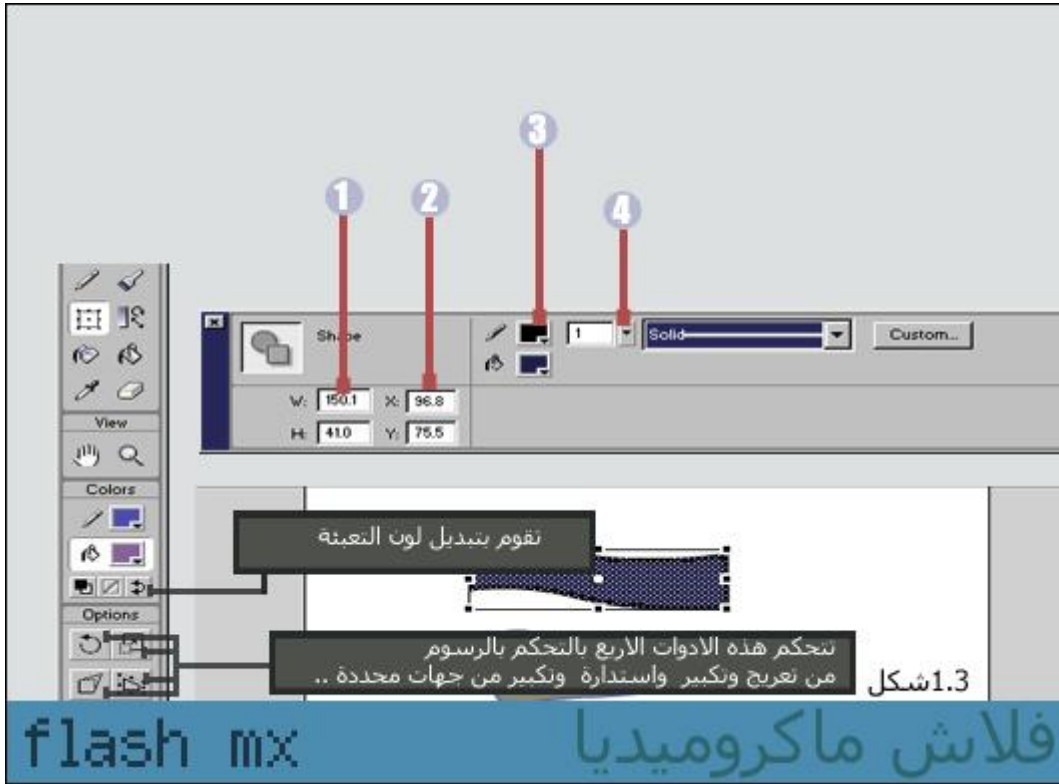 3
1
2
4
Shape
1
Solid
Custom...
W: 150.1 X: 96.8
H: 41.0 Y: 75.5
View
Colors
Options
تقوم بتبديل لون التعبئة
تتحكم هذه الادوات الاربع بالتحكم بالرسوم
من تعريج وتكبير واستدارة وتكبير من جهات محددة ..
1.3شكل
flash mx
فلاش ماكروميديا